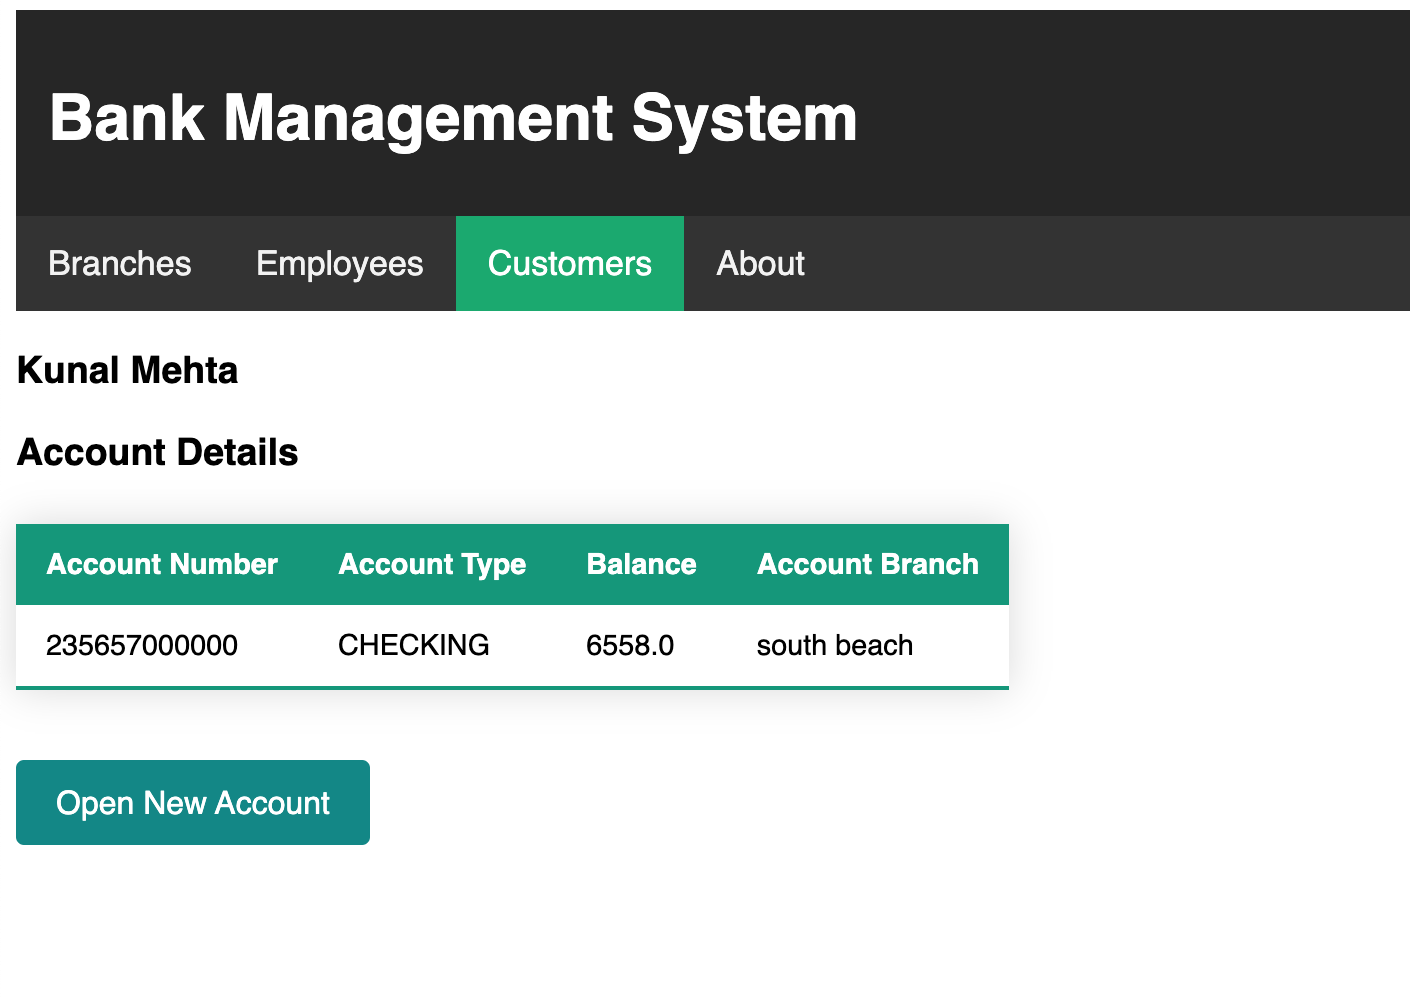 Bank Management System
Branches Employees Customers About
Kunal Mehta
Account Details
Account Number Account Type Balance Account Branch
235657000000 CHECKING 6558.0 south beach
Open New Account